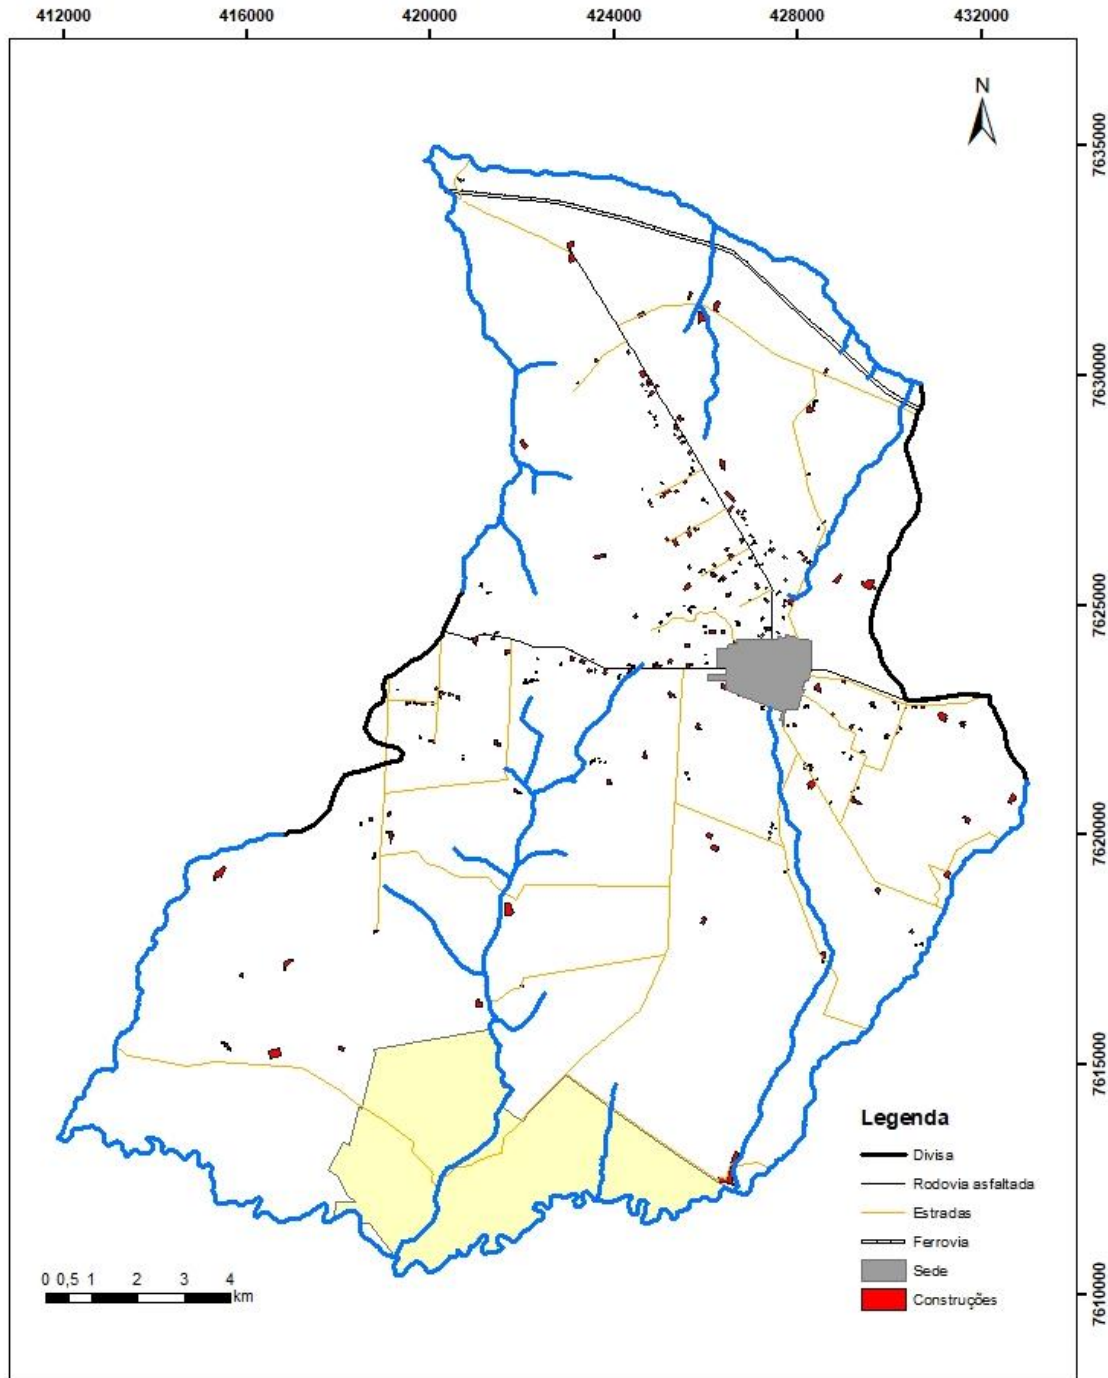 412000 416000 420000 424000 428000 432000
N
7635000
7630000
7625000
7620000
7615000
7610000
Legenda
Divisa
Rodovia asfaltada
Estradas
Ferrovia
Sede
Construções
0 0,5 1 2 3 4
km